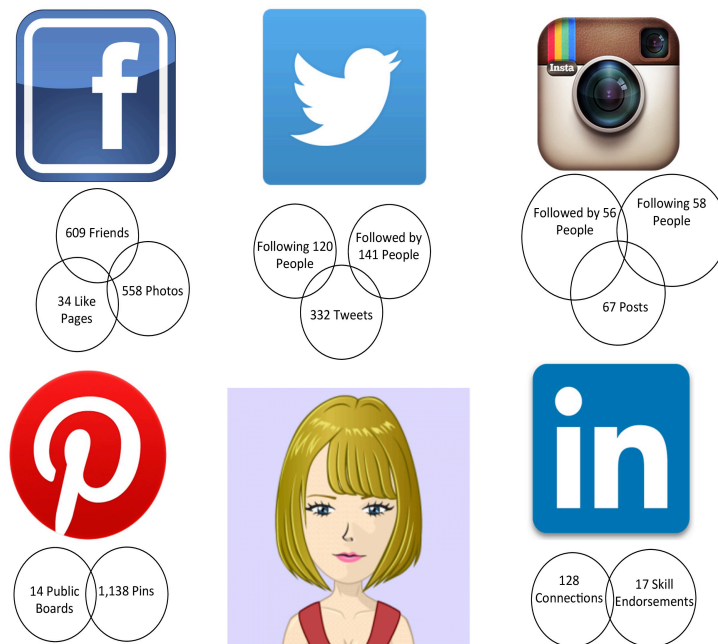 f
Insta
609 Friends
558 Photos
34 Like
Pages
Following 120
People
Followed by
141 People
332 Tweets
Followed by 56
People
Following 58
People
67 Posts
in
14 Public
Boards
1,138 Pins
128
Connections
17 Skill
Endorsements